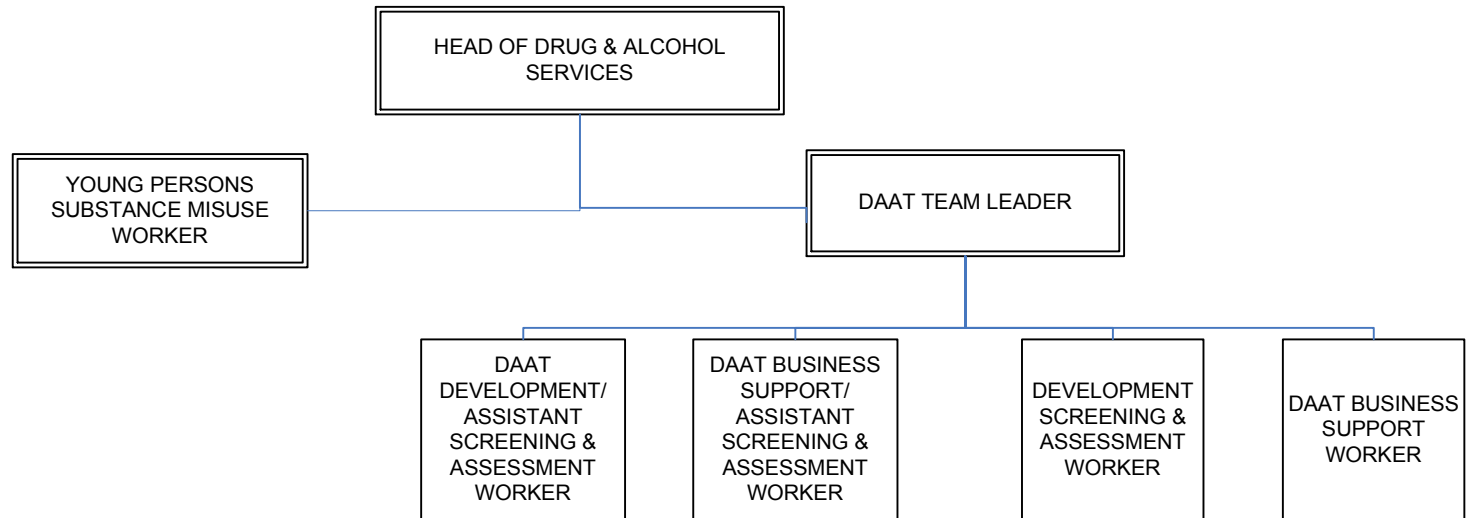 HEAD OF DRUG & ALCOHOL
SERVICES
YOUNG PERSONS
SUBSTANCE MISUSE
WORKER
DAAT TEAM LEADER
DAAT
DEVELOPMENT/
ASSISTANT
SCREENING &
ASSESSMENT
WORKER
DAAT BUSINESS
SUPPORT/
ASSISTANT
SCREENING &
ASSESSMENT
WORKER
DEVELOPMENT
SCREENING &
ASSESSMENT
WORKER
DAAT BUSINESS
SUPPORT
WORKER